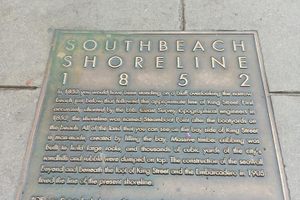 SOUTHBEACH
SHORELINE
1852
In 1852 you would have been standing on a bluff overlooking the narrow
beach just below that followed the approximate line of King Street. First
accurately charted by the U.S. Coast Survey topographical engineers in
1852, the shoreline was named Steamboat Point after the boatyards on
the beach. All of the land that you can see on the bay side of King Street
is man-made, created by filling the bay. Massive timber cribbing was
built to hold large rocks, and thousands of cubic yards of the city's
sandhills and rubble were dumped on top. The construction of the seawall
beyond and beneath the foot of King Street and the Embarcadero in 1905
fixed the line of the present shoreline.